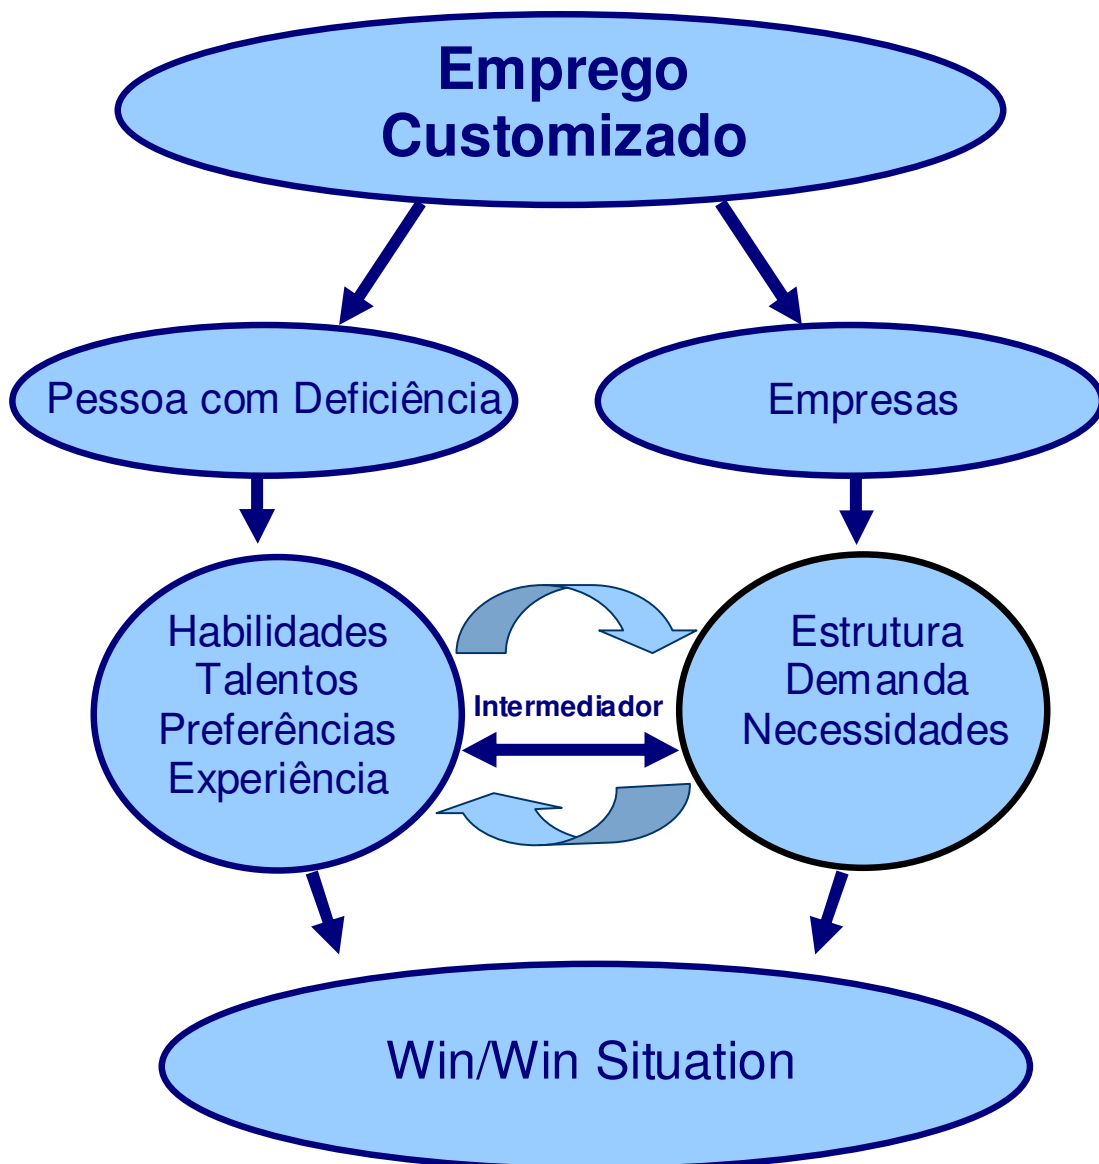 Emprego
Customizado
Pessoa com Deficiência
Empresas
Habilidades
Talentos
Preferências
Experiência
Intermediador
Estrutura
Demanda
Necessidades
Win/Win Situation